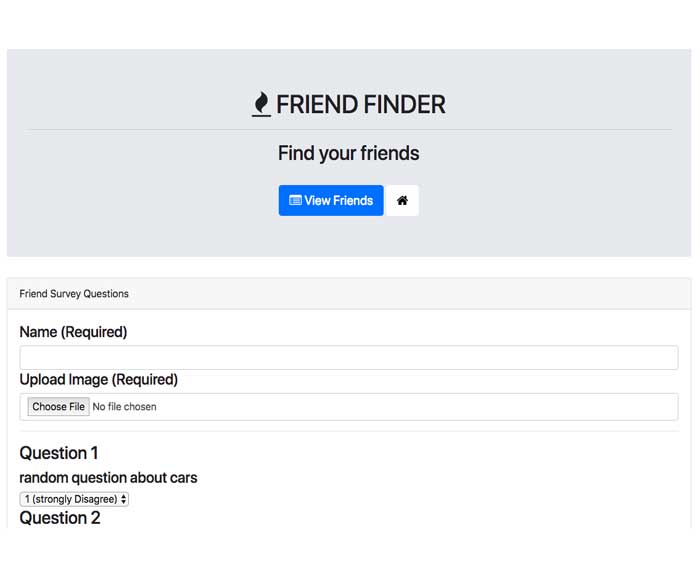 FRIEND FINDER
Find your friends
View Friends
Friend Survey Questions
Name (Required)
Upload Image (Required)
Choose File No file chosen
Question 1
random question about cars
1 (strongly Disagree)
Question 2